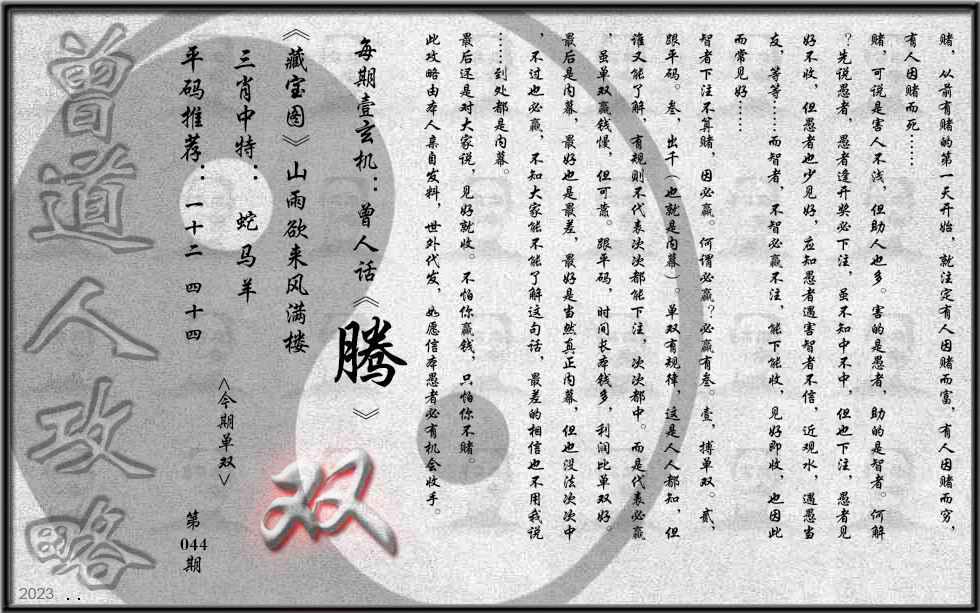 赌，从前有赌的第一天开始，就注定有人因赌而富，有人因赌而穷，
有人因赌而死……
赌，可说是害人不浅，但助人也多。害的是愚者，助的是智者。何解
？先说愚者，愚者逢开奖必下注，虽不知中不中，但也下注，愚者见
好不收，但愚者也少见好，应知愚者遇害智者不信，近观水，遇愚当
友，等等……而智者，不智必赢不注，能下能收，见好即收，也因此
而常见好……
智者下注不算赌，因必赢。何谓必赢？必赢有叁。壹，搏单双。贰，
跟平码。叁，出千（也就是内幕）。单双有规律，这是人人都知，但
谁又能了解，有规则不代表次次都能下注，次次都中。而是代表必赢
，虽单双赢钱慢，但可靠。跟平码，时间长本钱多，利润比单双好。
最后是内幕，最好也是最差，最好是当然真正内幕，但也没法次次中
，不过也必赢，不知大家能不能了解这句话，最差的相信也不用我说
……到处都是内幕。
最后还是对大家说，见好就收。不怕你赢钱，只怕你不赌。
此攻略由本人亲自发料，世外代发，如愿信本愚者必有机会收手。
每期壹玄机：曾人话《腾》
《藏宝图》山雨欲来风满楼
三肖中特：蛇马羊
平码推荐：一十二 四十四
<今期单双>
双
第044期
曾道人攻略
2023 . .